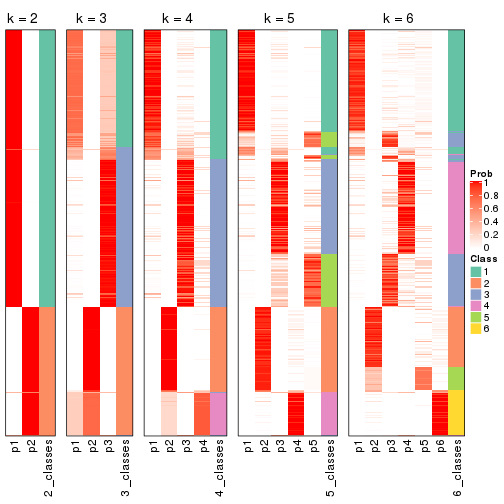 k = 2
k = 3
k = 4
k = 5
k = 6
Prob
1
0.8
0.6
0.4
0.2
0
Class
1
2
3
4
5
6
p1
p2
2_classes
p1
p2
p3
3_classes
p1
p2
p3
p4
4_classes
p1
p2
p3
p4
p5
5_classes
p1
p2
p3
p4
p5
p6
6_classes